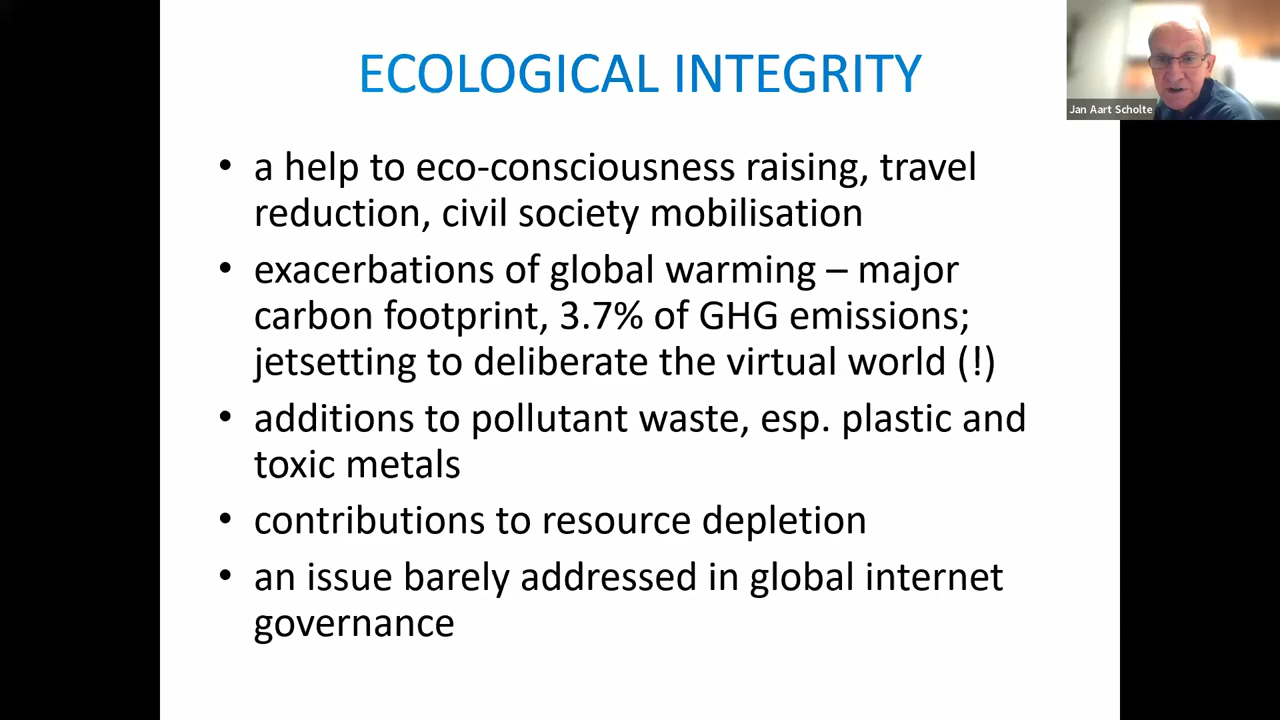 ECOLOGICAL INTEGRITY
Jan Aart Scholte
• a help to eco-consciousness raising, travel
reduction, civil society mobilisation
• exacerbations of global warming – major
carbon footprint, 3.7% of GHG emissions;
jetsetting to deliberate the virtual world (!)
• additions to pollutant waste, esp. plastic and
toxic metals
• contributions to resource depletion
• an issue barely addressed in global internet
governance